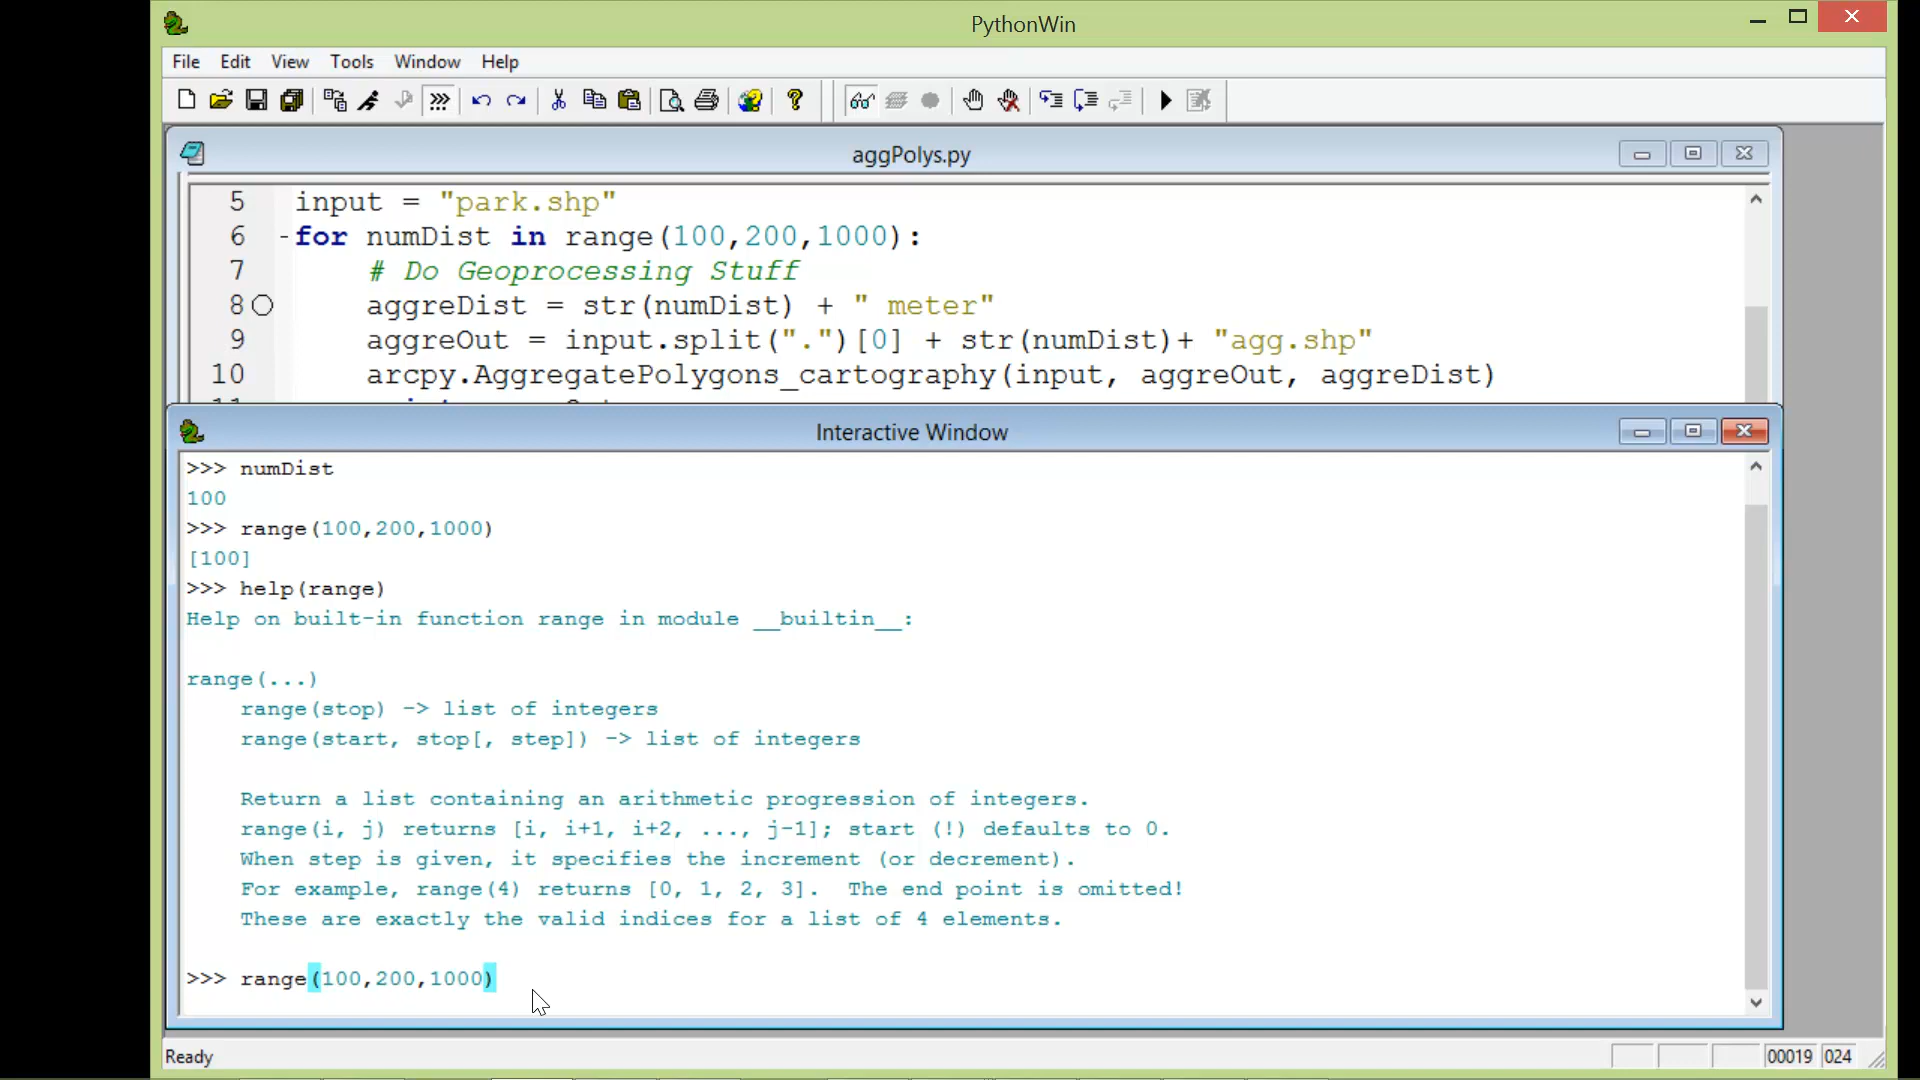 PythonWin
File Edit View Tools Window Help
aggPolys.py
5 input = "park.shp"
6 -for numDist in range(100,200,1000):
7 # Do Geoprocessing Stuff
8 aggreDist = str(numDist) + " meter"
9 aggreOut = input.split(".")[0] + str(numDist)+ "agg.shp"
10 arcpy.AggregatePolygons_cartography(input, aggreOut, aggreDist)
Interactive Window
>>> numDist
100
>>> range(100,200,1000)
[100]
>>> help(range)
Help on built-in function range in module __builtin__:
range(...)
range(stop) -> list of integers
range(start, stop[, step]) -> list of integers
Return a list containing an arithmetic progression of integers.
range(i, j) returns [i, i+1, i+2, ..., j-1]; start (!) defaults to 0.
When step is given, it specifies the increment (or decrement).
For example, range(4) returns [0, 1, 2, 3].  The end point is omitted!
These are exactly the valid indices for a list of 4 elements.
>>> range(100,200,1000)
Ready 00019 024